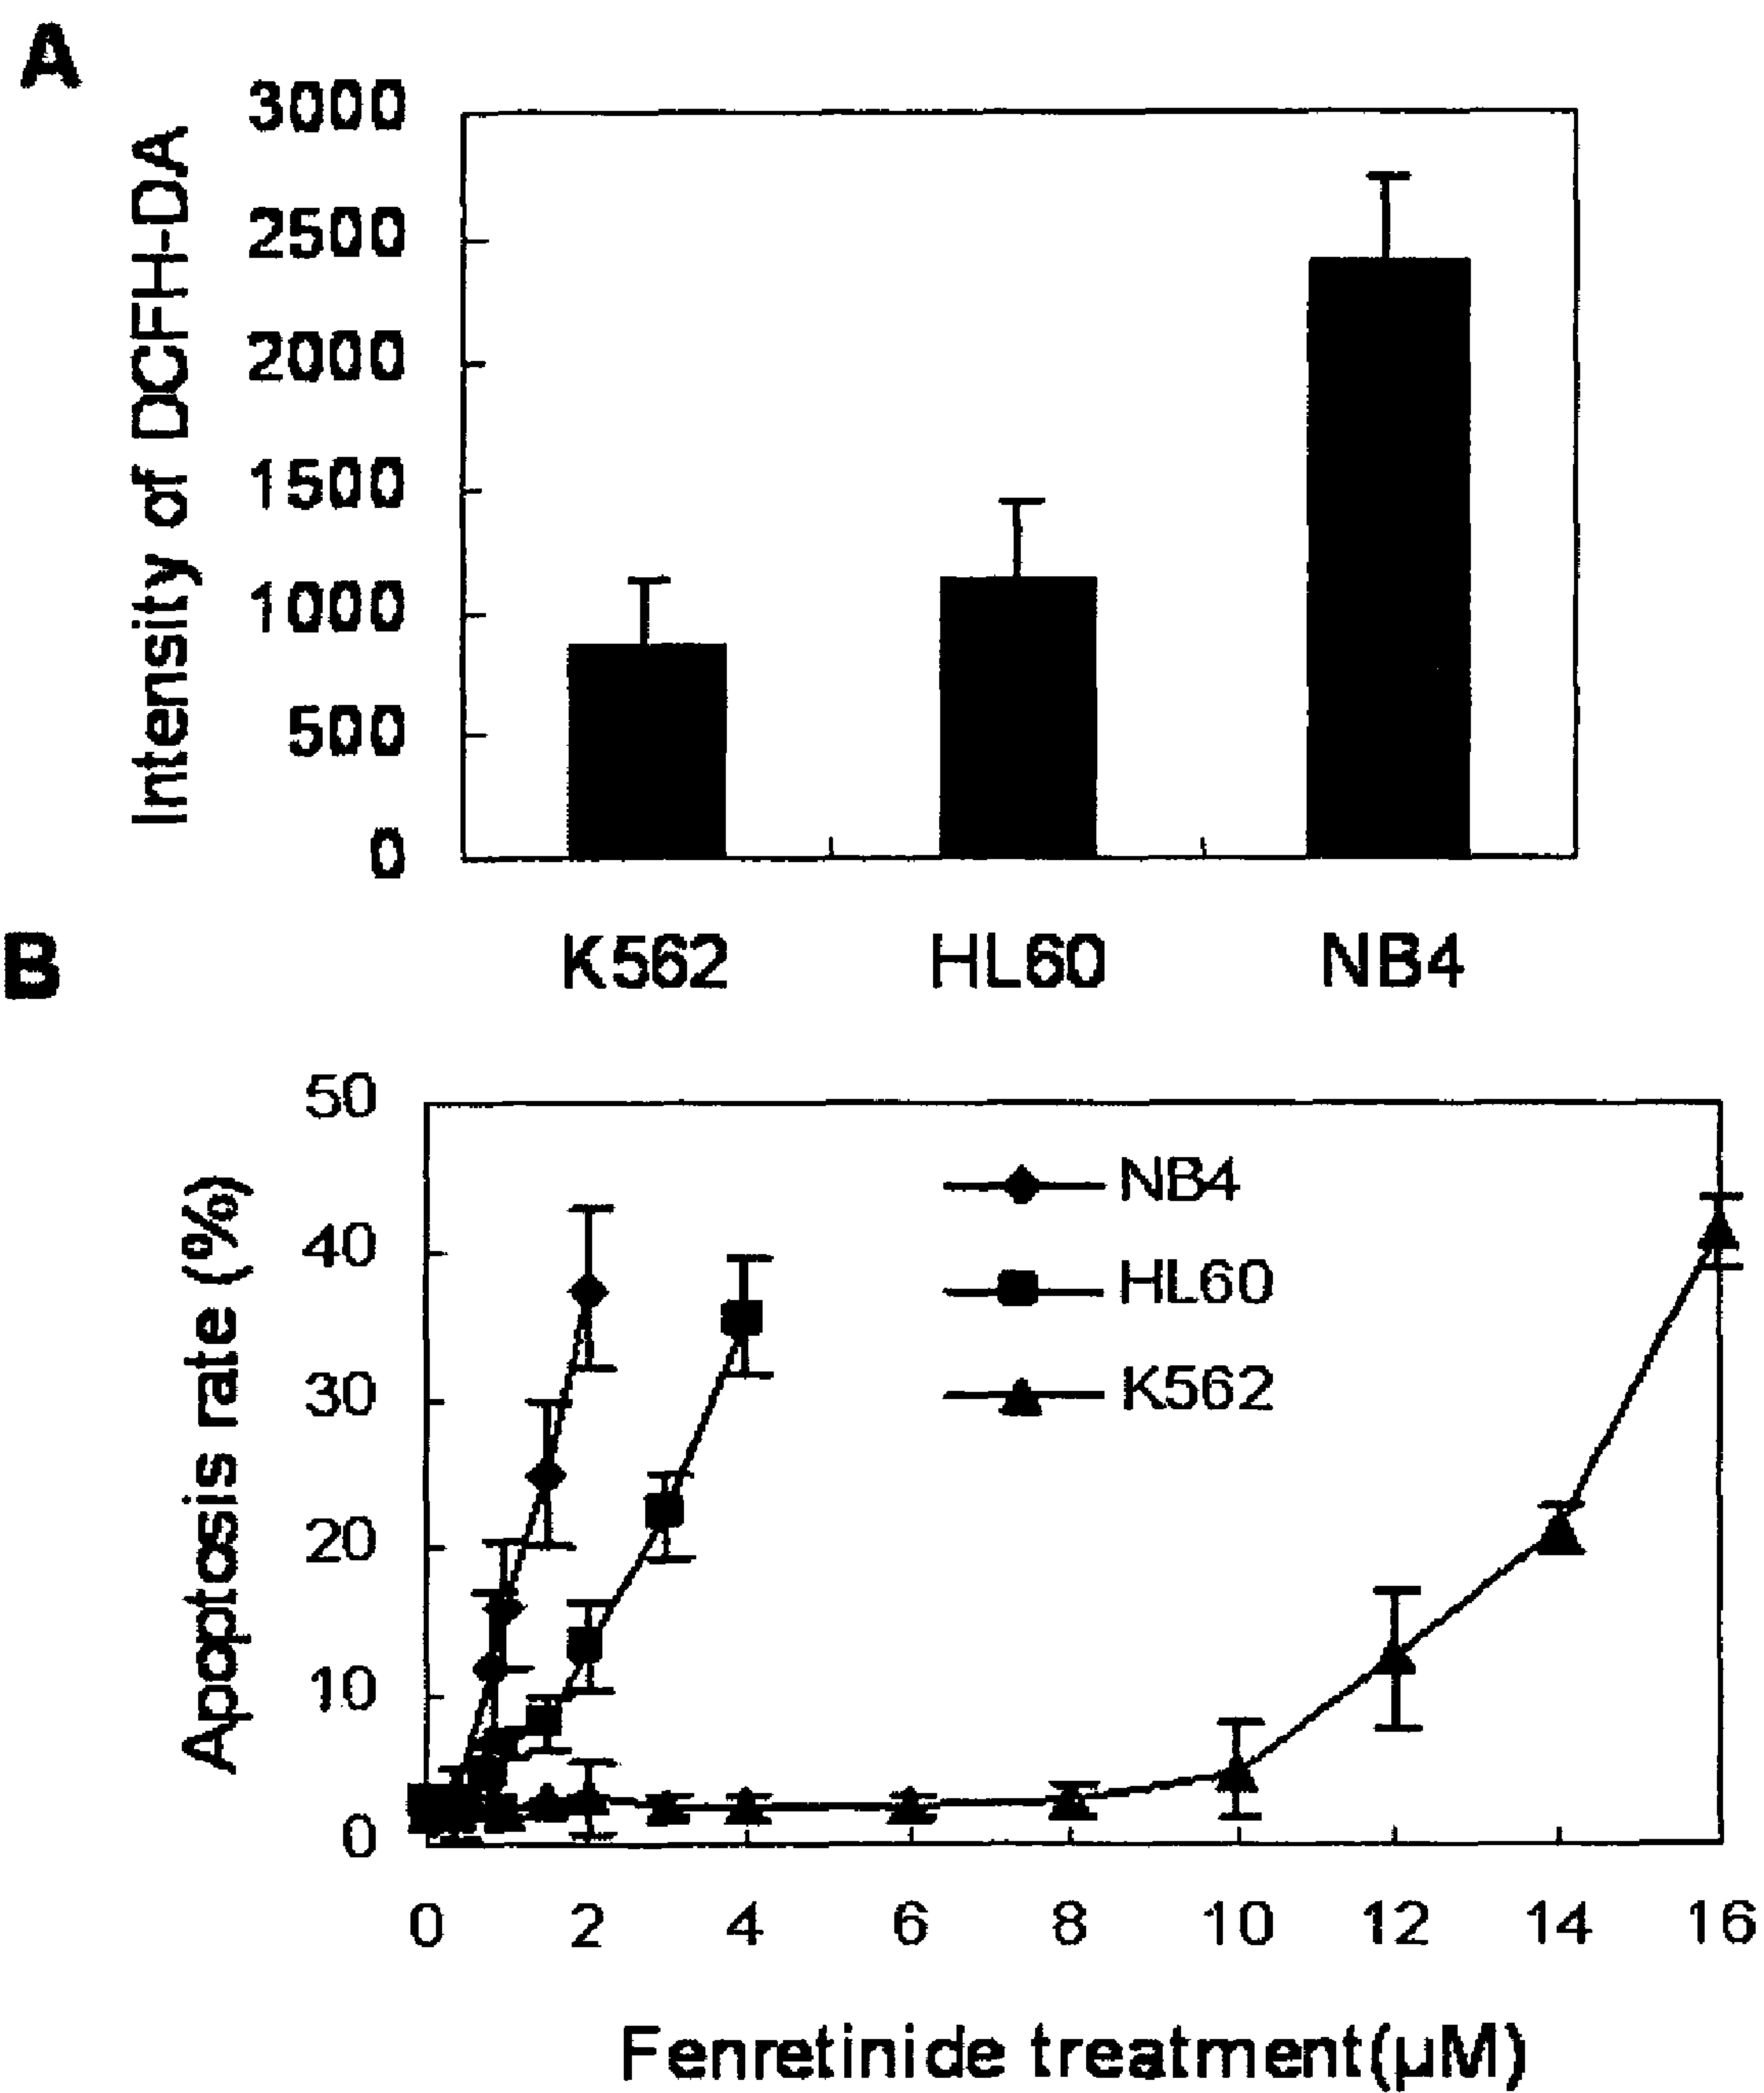 A
3000
2500
2000
1500
1000
500
0
Intensity of DCFH-DA
K562 HL60 NB4
B
50
40
30
20
10
0
Apoptosis rate (%)
NB4
HL60
K562
0 2 4 6 8 10 12 14 16
Fenretinide treatment(μM)